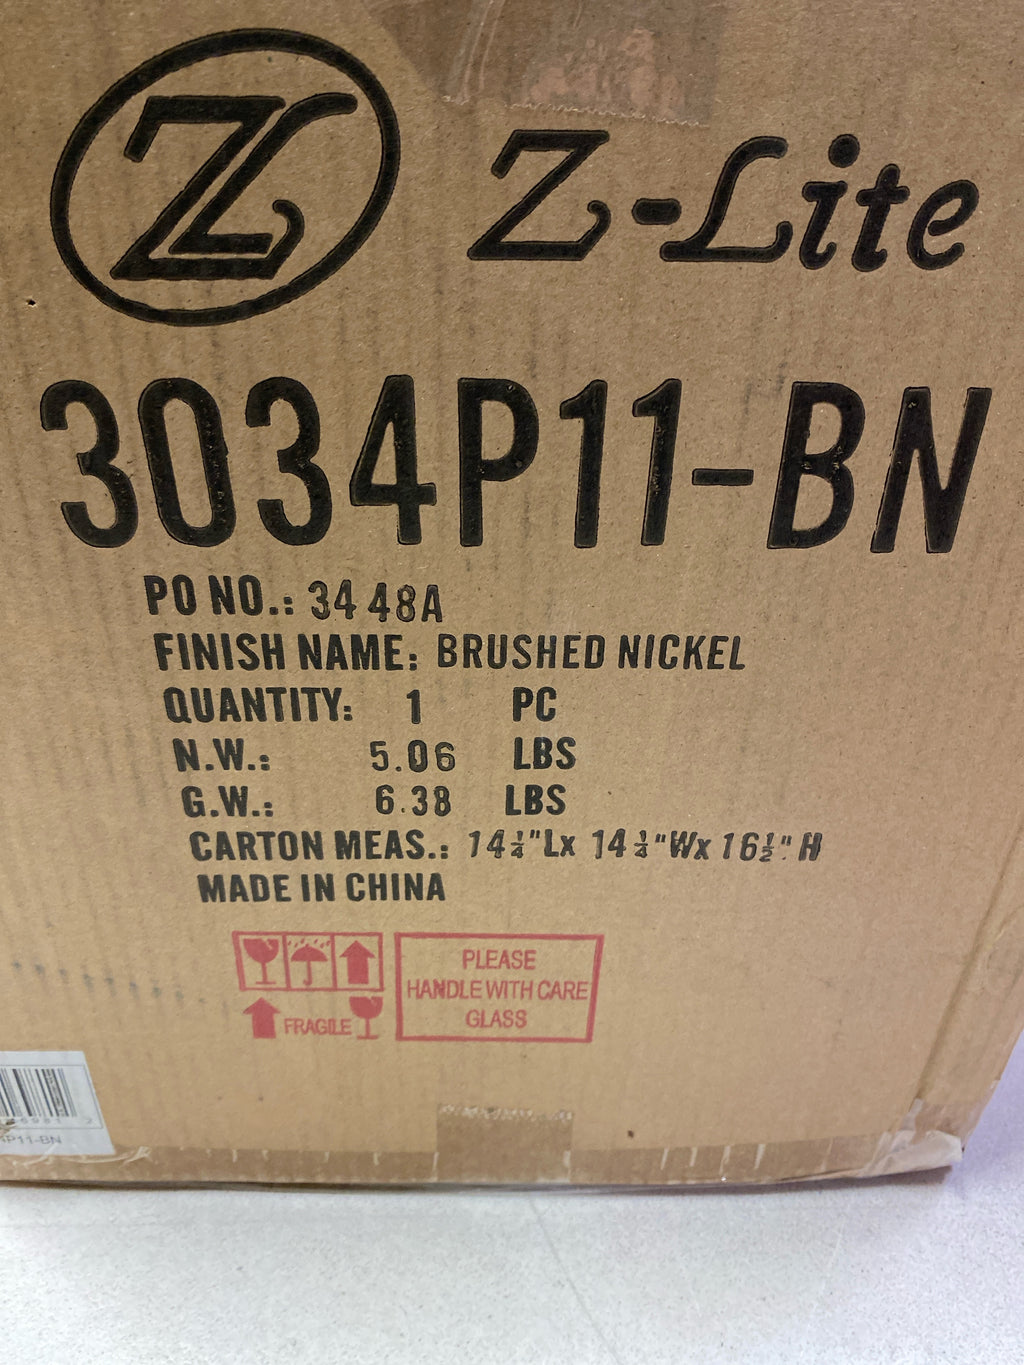 Z-Lite
3034P11-BN
PO NO.: 3448A
FINISH NAME: BRUSHED NICKEL
QUANTITY: 1 PC
N.W.: 5.06 LBS
G.W.: 6.38 LBS
CARTON MEAS.: 14¼"Lx 14¼"Wx 16½"H
MADE IN CHINA
PLEASE
HANDLE WITH CARE
GLASS
FRAGILE
P11-BN